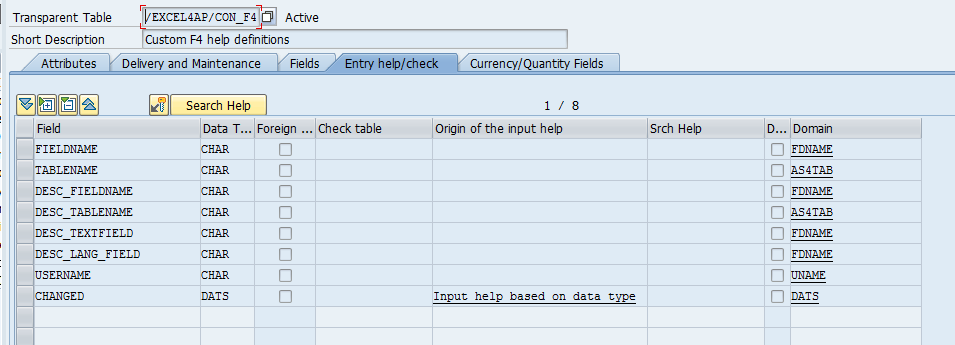 Transparent Table /EXCEL4AP/CON_F4 Active
Short Description Custom F4 help definitions
Attributes Delivery and Maintenance Fields Entry help/check Currency/Quantity Fields
Search Help 1 / 8
Field Data T... Foreign ... Check table Origin of the input help Srch Help D... Domain
FIELDNAME CHAR FDNAME
TABLENAME CHAR AS4TAB
DESC_FIELDNAME CHAR FDNAME
DESC_TABLENAME CHAR AS4TAB
DESC_TEXTFIELD CHAR FDNAME
DESC_LANG_FIELD CHAR FDNAME
USERNAME CHAR UNAME
CHANGED DATS Input help based on data type DATS